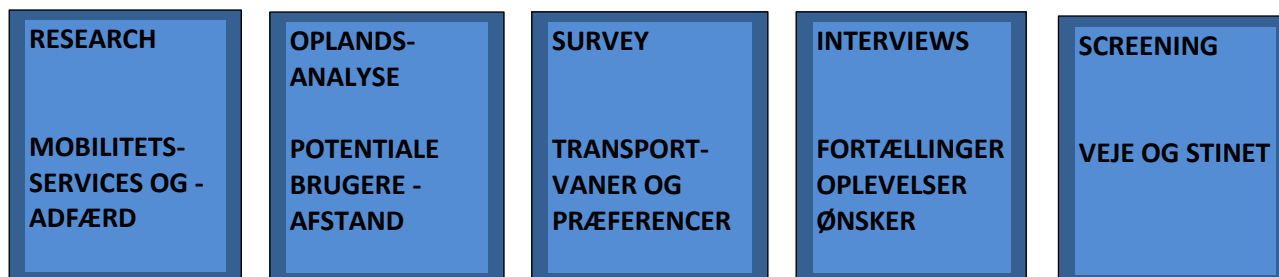 RESEARCH
MOBILITETS-
SERVICES OG -
ADFÆRD
OPLANDS-
ANALYSE
POTENTIALE
BRUGERE -
AFSTAND
SURVEY
TRANSPORT-
VANER OG
PRÆFERENCER
INTERVIEWS
FORTÆLLINGER
OPLEVELSER
ØNSKER
SCREENING
VEJE OG STINET